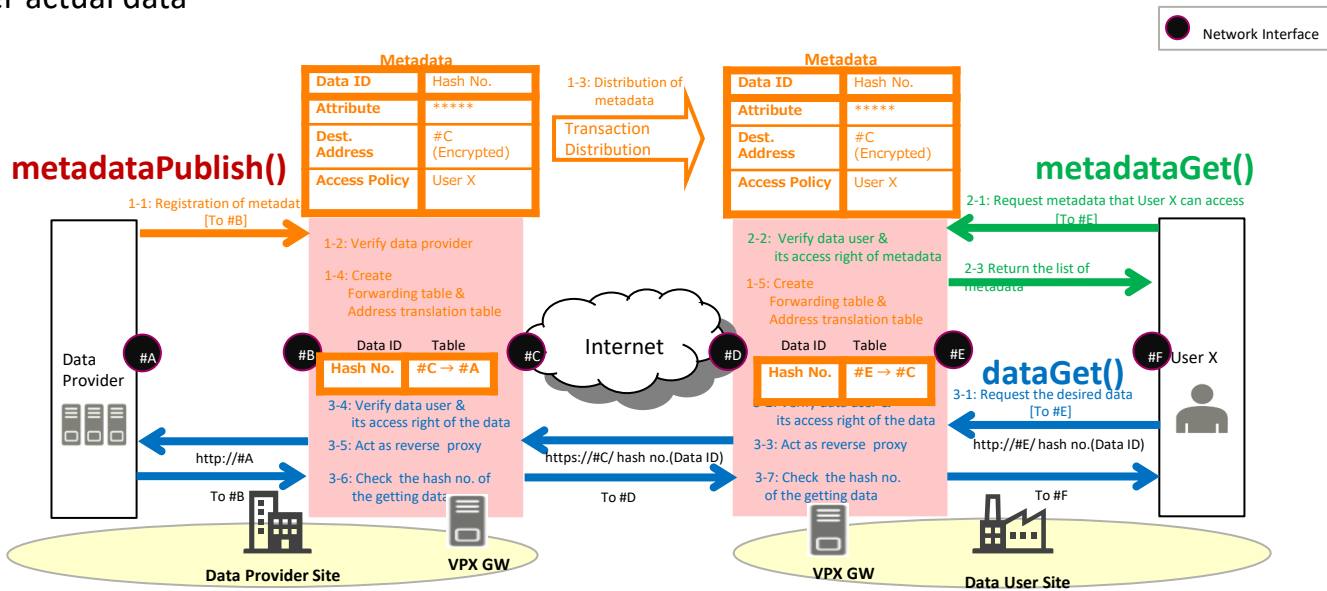 er actual data
Network Interface
Metadata
Data ID Hash No.
Attribute *****
Dest. Address #C (Encrypted)
Access Policy User X
1-3: Distribution of
metadata
Transaction
Distribution
Metadata
Data ID Hash No.
Attribute *****
Dest. Address #C (Encrypted)
Access Policy User X
metadataPublish()
1-1: Registration of metadat
[To #B]
metadataGet()
2-1: Request metadata that User X can access
[To #E]
1-2: Verify data provider
1-4: Create
Forwarding table &
Address translation table
2-2: Verify data user &
its access right of metadata
1-5: Create
Forwarding table &
Address translation table
2-3 Return the list of
metadata
Data
Provider
#A
#B
Data ID Table
Hash No. #C → #A
#C
Internet
#D
Data ID Table
Hash No. #E → #C
#E
#F
User X
dataGet()
3-1: Request the desired data
[To #E]
3-4: Verify data user &
its access right of the data
3-5: Act as reverse proxy
3-6: Check the hash no. of
the getting data
3-2: Verify data user &
its access right of the data
3-3: Act as reverse proxy
3-7: Check the hash no.
of the getting data
http://#A
To #B
https://#C/ hash no.(Data ID)
To #D
http://#E/ hash no.(Data ID)
To #F
Data Provider Site
VPX GW
VPX GW
Data User Site